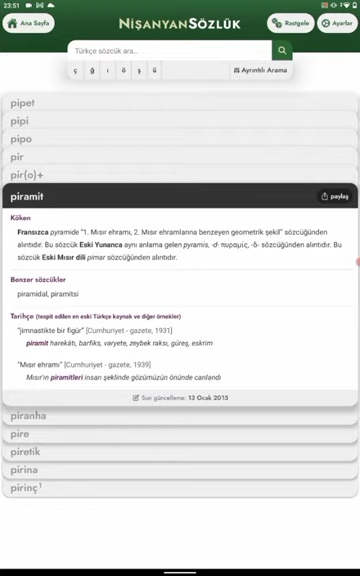 23:51
Ana Sayfa
NİŞANYANSÖZLÜK
Rastgele
Ayarlar
Türkçe sözcük ara...
ç ğ ı ö ş ü
Ayrıntılı Arama
pipet
pipi
pipo
pir
pir(o)+
piramit
paylaş
Köken
Fransızca pyramide "1. Mısır ehramı, 2. Mısır ehramlarına benzeyen geometrik şekil" sözcüğünden
alıntıdır. Bu sözcük Eski Yunanca aynı anlama gelen pyramís, -d- πυραμίς, -δ- sözcüğünden alıntıdır. Bu
sözcük Eski Mısır dili pimar sözcüğünden alıntıdır.
Benzer sözcükler
piramidal, piramitsi
Tarihçe (tespit edilen en eski Türkçe kaynak ve diğer örnekler)
"jimnastikte bir figür" [Cumhuriyet - gazete, 1931]
piramit harekâtı, barfiks, varyete, zeybek raksı, güreş, eskrim
"Mısır ehramı" [Cumhuriyet - gazete, 1939]
Mısır'ın piramitleri insan şeklinde gözümüzün önünde canlandı
Son güncelleme: 13 Ocak 2015
piranha
pire
piretik
pirina
pirinç¹